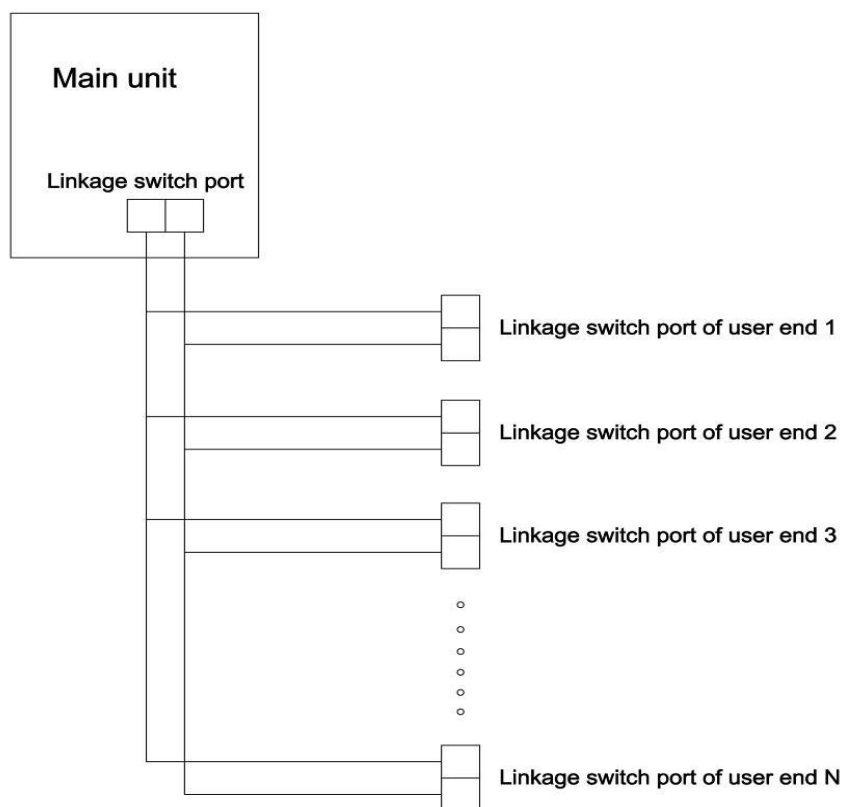 Main unit
Linkage switch port
Linkage switch port of user end 1
Linkage switch port of user end 2
Linkage switch port of user end 3
Linkage switch port of user end N